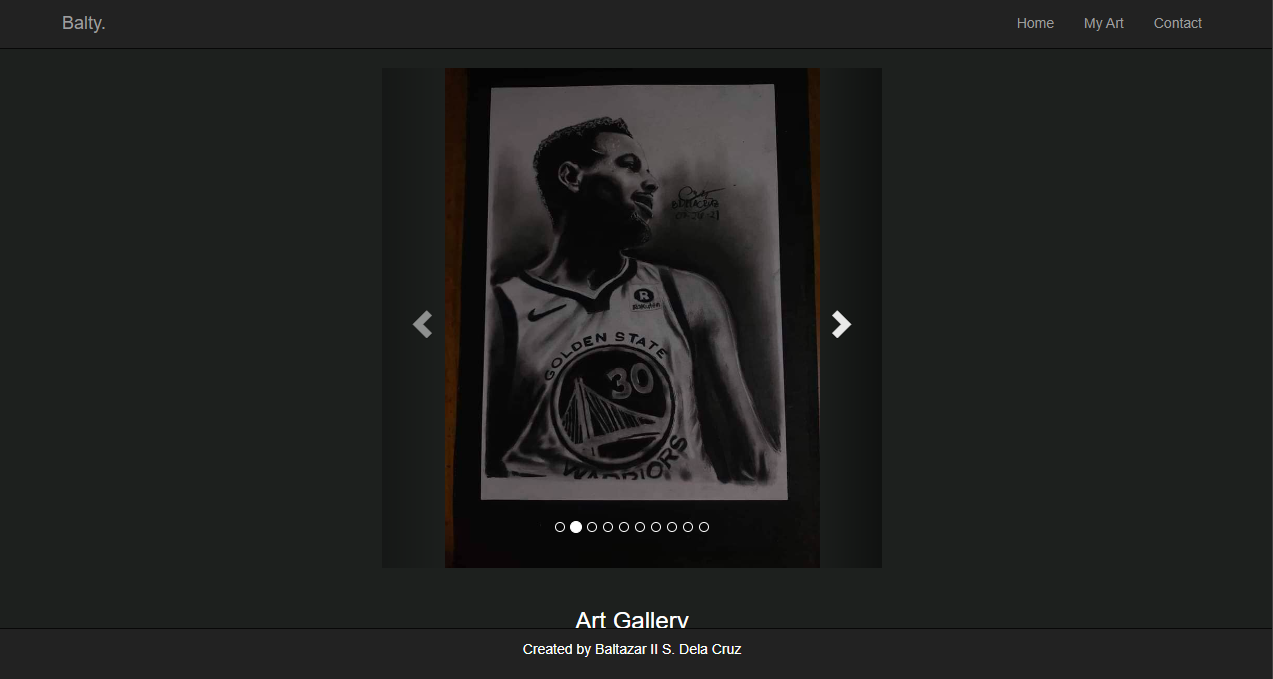 Balty.
Home
My Art
Contact
R
GOLDEN STATE
30
WARRIORS
Art Gallery
Created by Baltazar II S. Dela Cruz